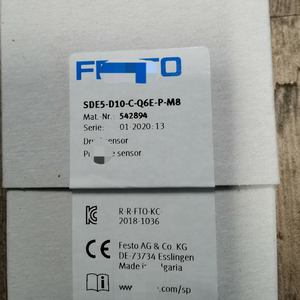 SDE5-D10-C-Q6E-P-M8
Mat. Nr.: 542894
Serie: 01-2020:13
sensor
R-R-FTO-KC
2018-1036
Festo AG & Co. KG
DE-73734 Esslingen
Made in